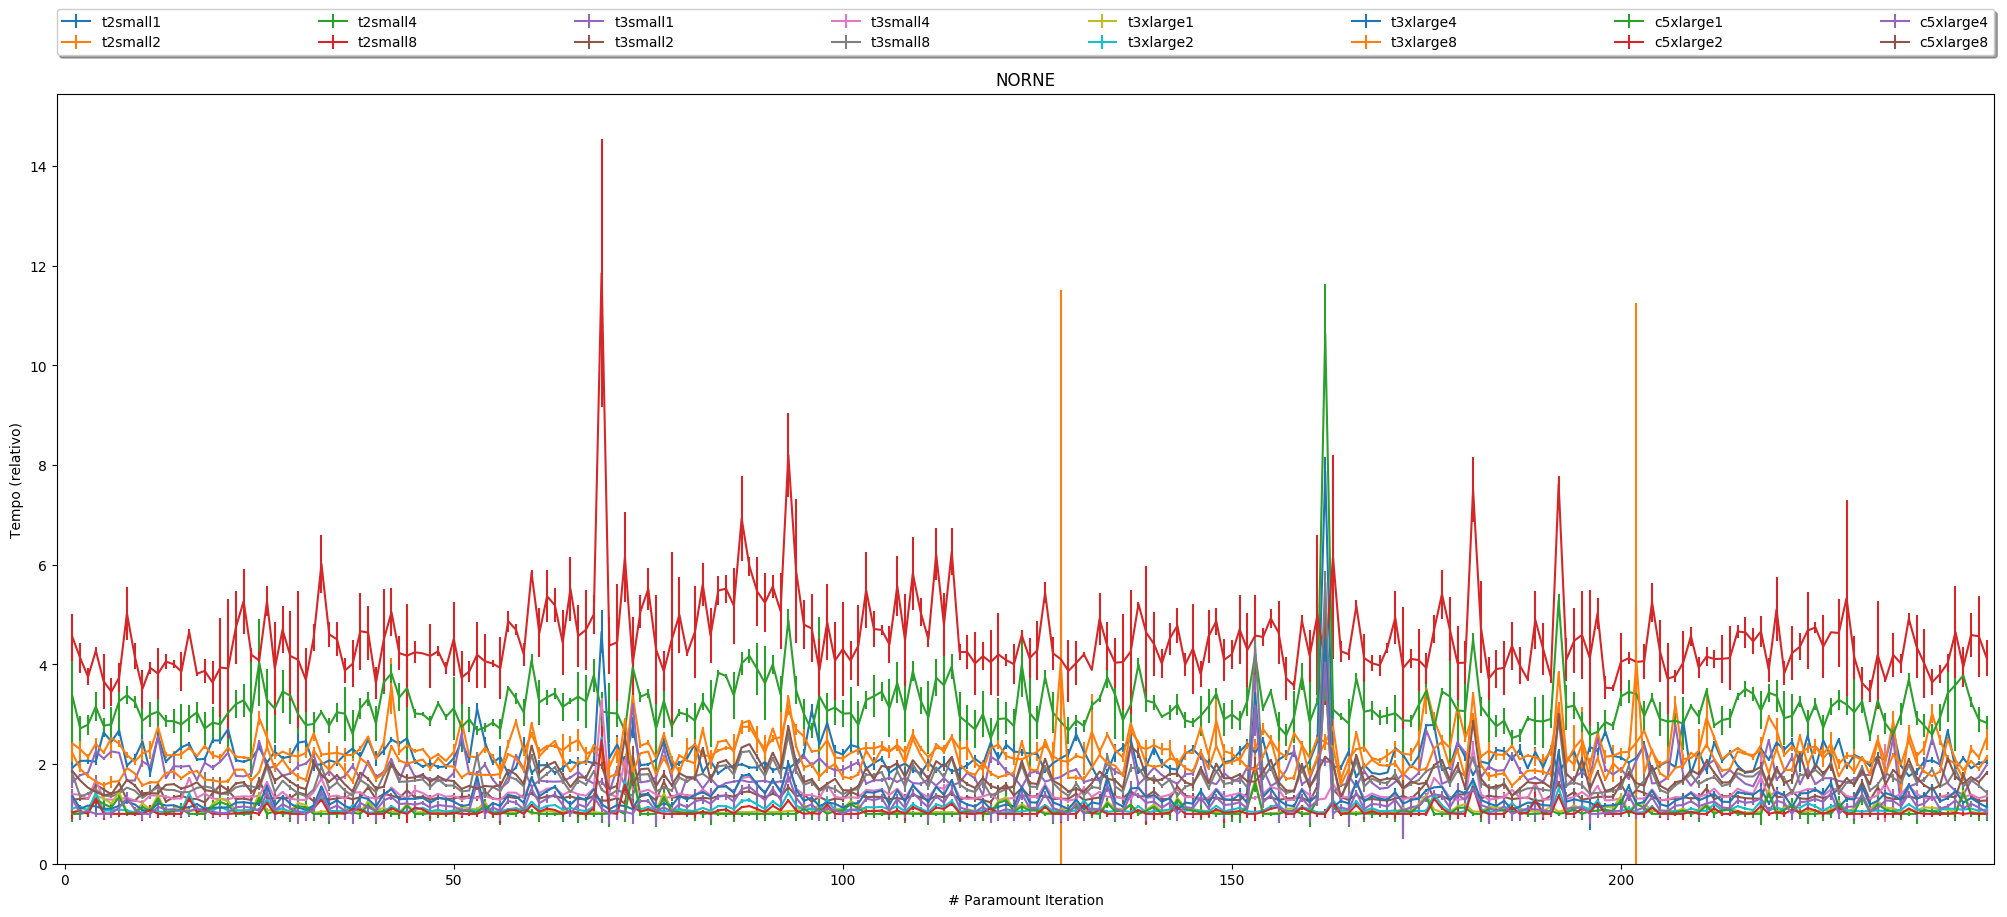 t2small1 t2small4 t3small1 t3small4 t3xlarge1 t3xlarge4 c5xlarge1 c5xlarge4
t2small2 t2small8 t3small2 t3small8 t3xlarge2 t3xlarge8 c5xlarge2 c5xlarge8
NORNE
14
12
10
8
6
4
2
0
Tempo (relativo)
0 50 100 150 200
# Paramount Iteration